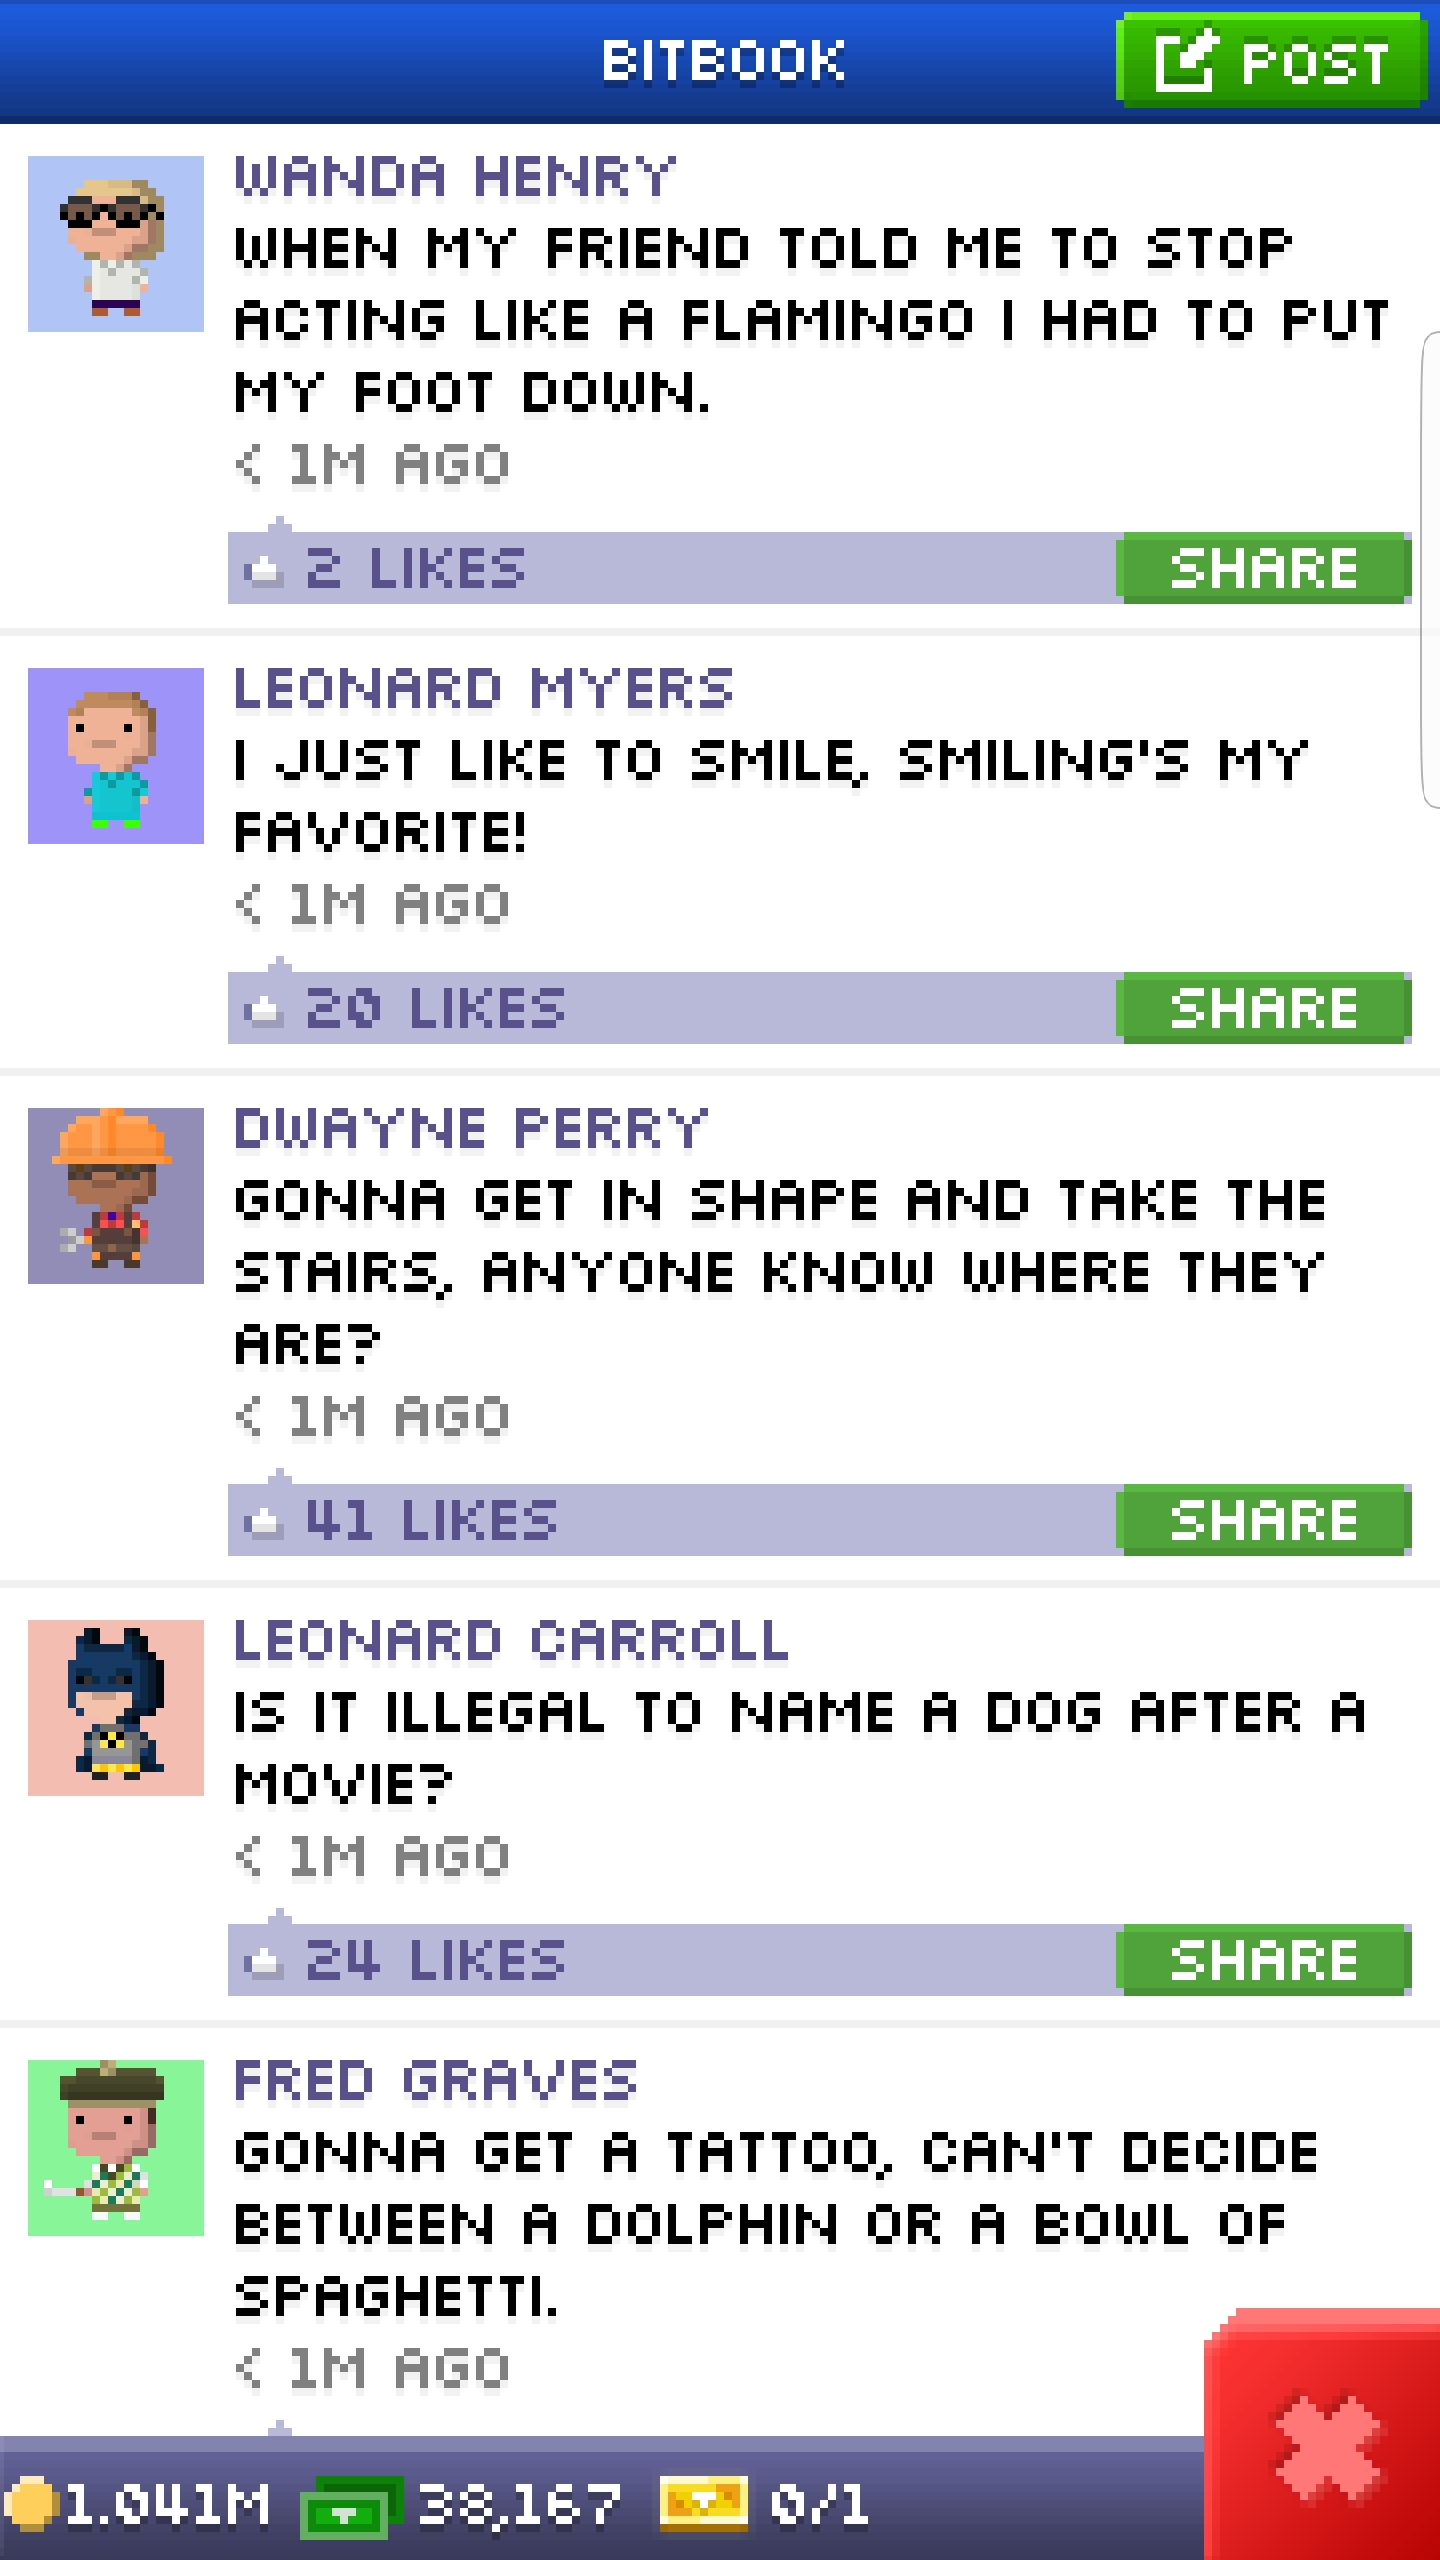 BITBOOK
POST
WANDA HENRY
WHEN MY FRIEND TOLD ME TO STOP
ACTING LIKE A FLAMINGO I HAD TO PUT
MY FOOT DOWN.
< 1M AGO
2 LIKES
SHARE
LEONARD MYERS
I JUST LIKE TO SMILE, SMILING'S MY
FAVORITE!
< 1M AGO
20 LIKES
SHARE
DWAYNE PERRY
GONNA GET IN SHAPE AND TAKE THE
STAIRS, ANYONE KNOW WHERE THEY
ARE?
< 1M AGO
41 LIKES
SHARE
LEONARD CARROLL
IS IT ILLEGAL TO NAME A DOG AFTER A
MOVIE?
< 1M AGO
24 LIKES
SHARE
FRED GRAVES
GONNA GET A TATTOO, CAN'T DECIDE
BETWEEN A DOLPHIN OR A BOWL OF
SPAGHETTI.
< 1M AGO
1.041M
38,167
0/1